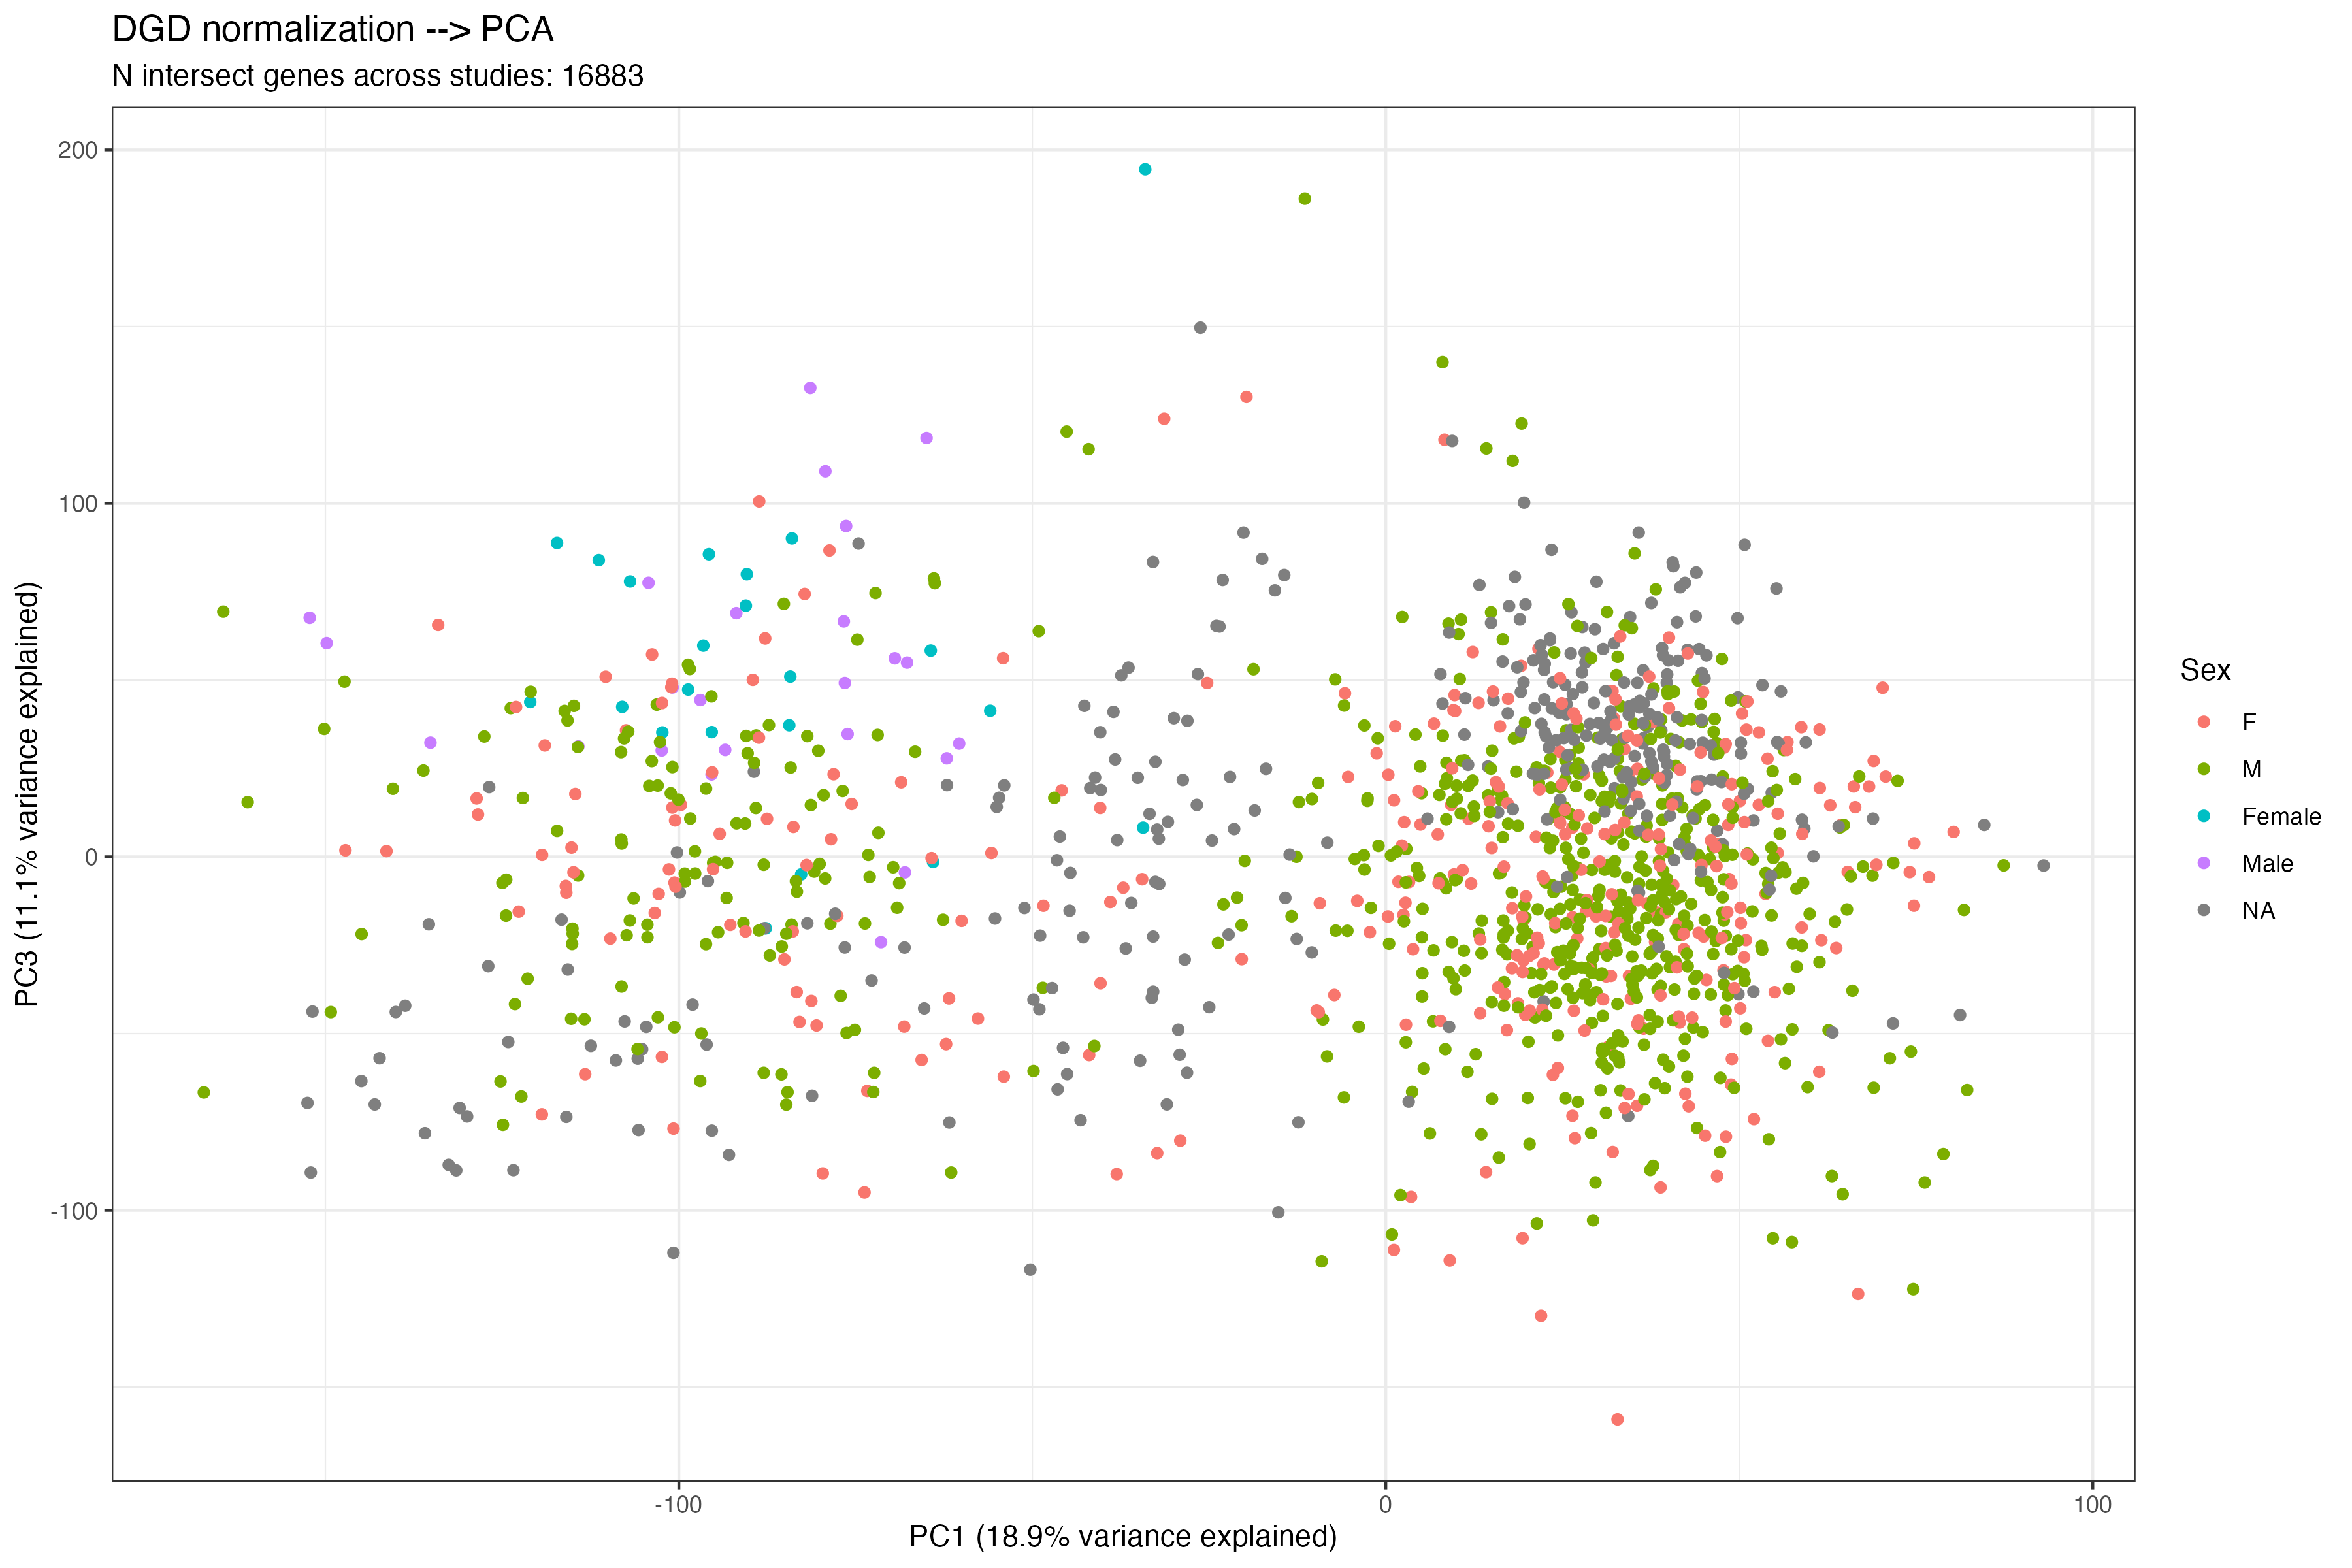 DGD normalization --> PCA
N intersect genes across studies: 16883
200
100
0
-100
PC3 (11.1% variance explained)
-100
0
100
PC1 (18.9% variance explained)
Sex
F
M
Female
Male
NA